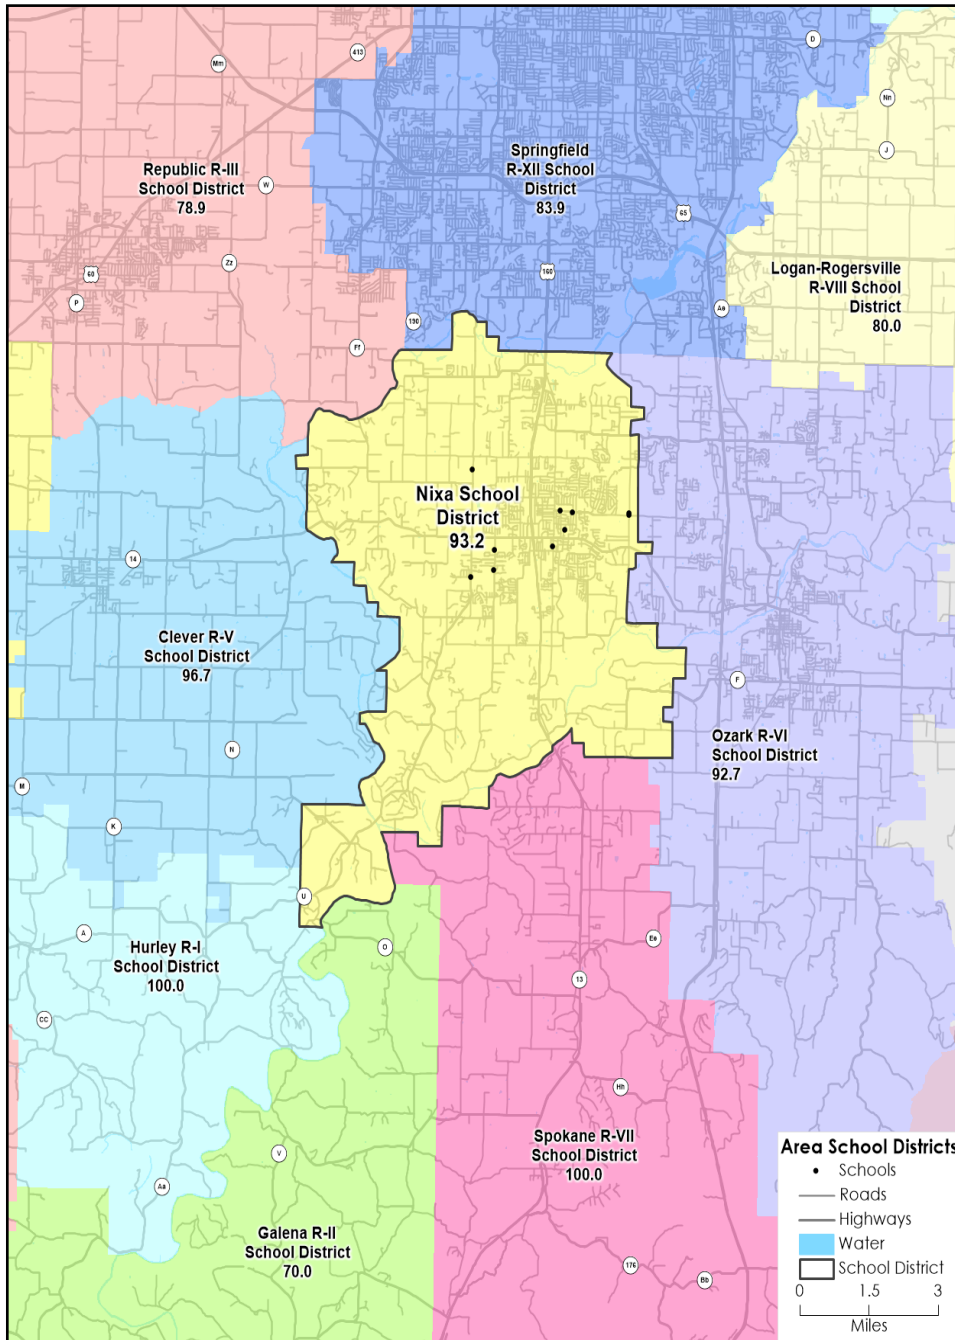 D
413
Mm
Nn
Springfield
R-XII School
District
83.9
J
Republic R-III
School District
78.9
W
65
Zz
60
160
Logan-Rogersville
R-VIII School
District
80.0
P
Ae
190
Ff
Nixa School
District
93.2
14
Clever R-V
School District
96.7
F
Ozark R-VI
School District
92.7
N
M
K
U
A
O
Ee
Hurley R-I
School District
100.0
13
CC
Hh
Spokane R-VII
School District
100.0
V
Aa
Galena R-II
School District
70.0
176
Bb
Area School Districts
Schools
Roads
Highways
Water
School District
0 1.5 3
Miles